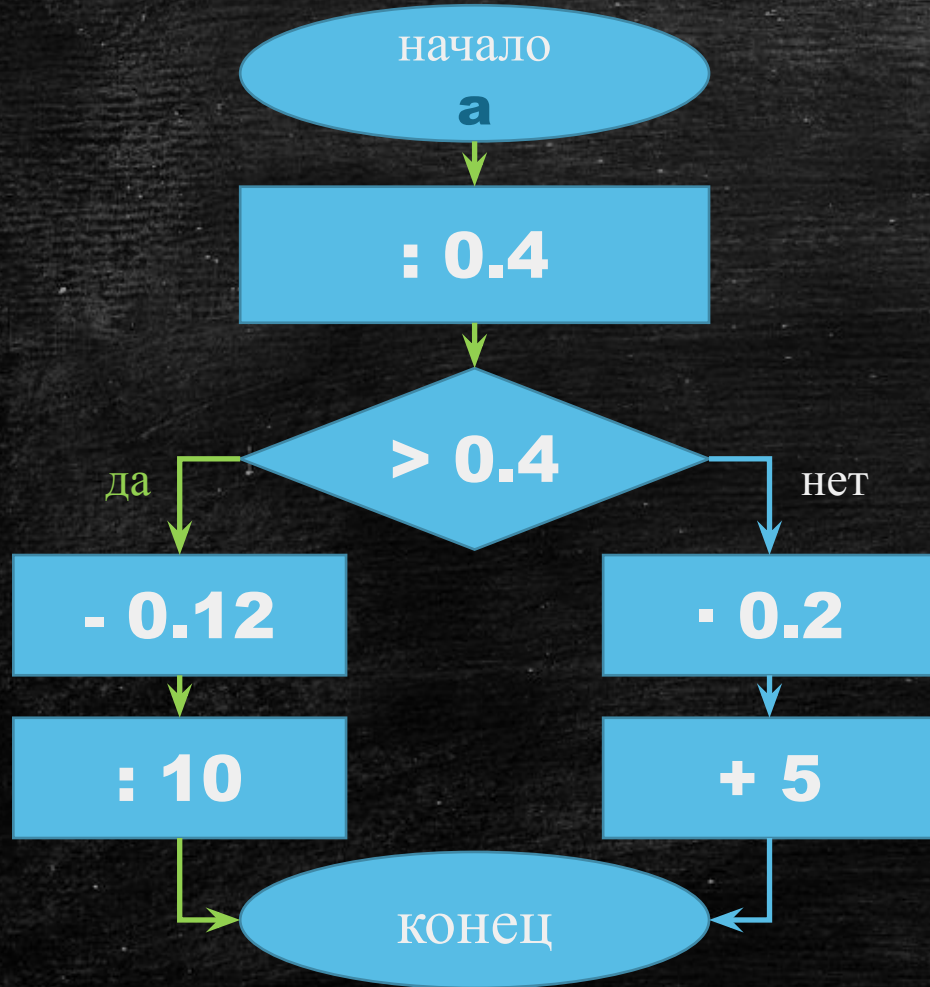 начало
а
: 0.4
> 0.4
да
нет
- 0.12
· 0.2
: 10
+ 5
конец